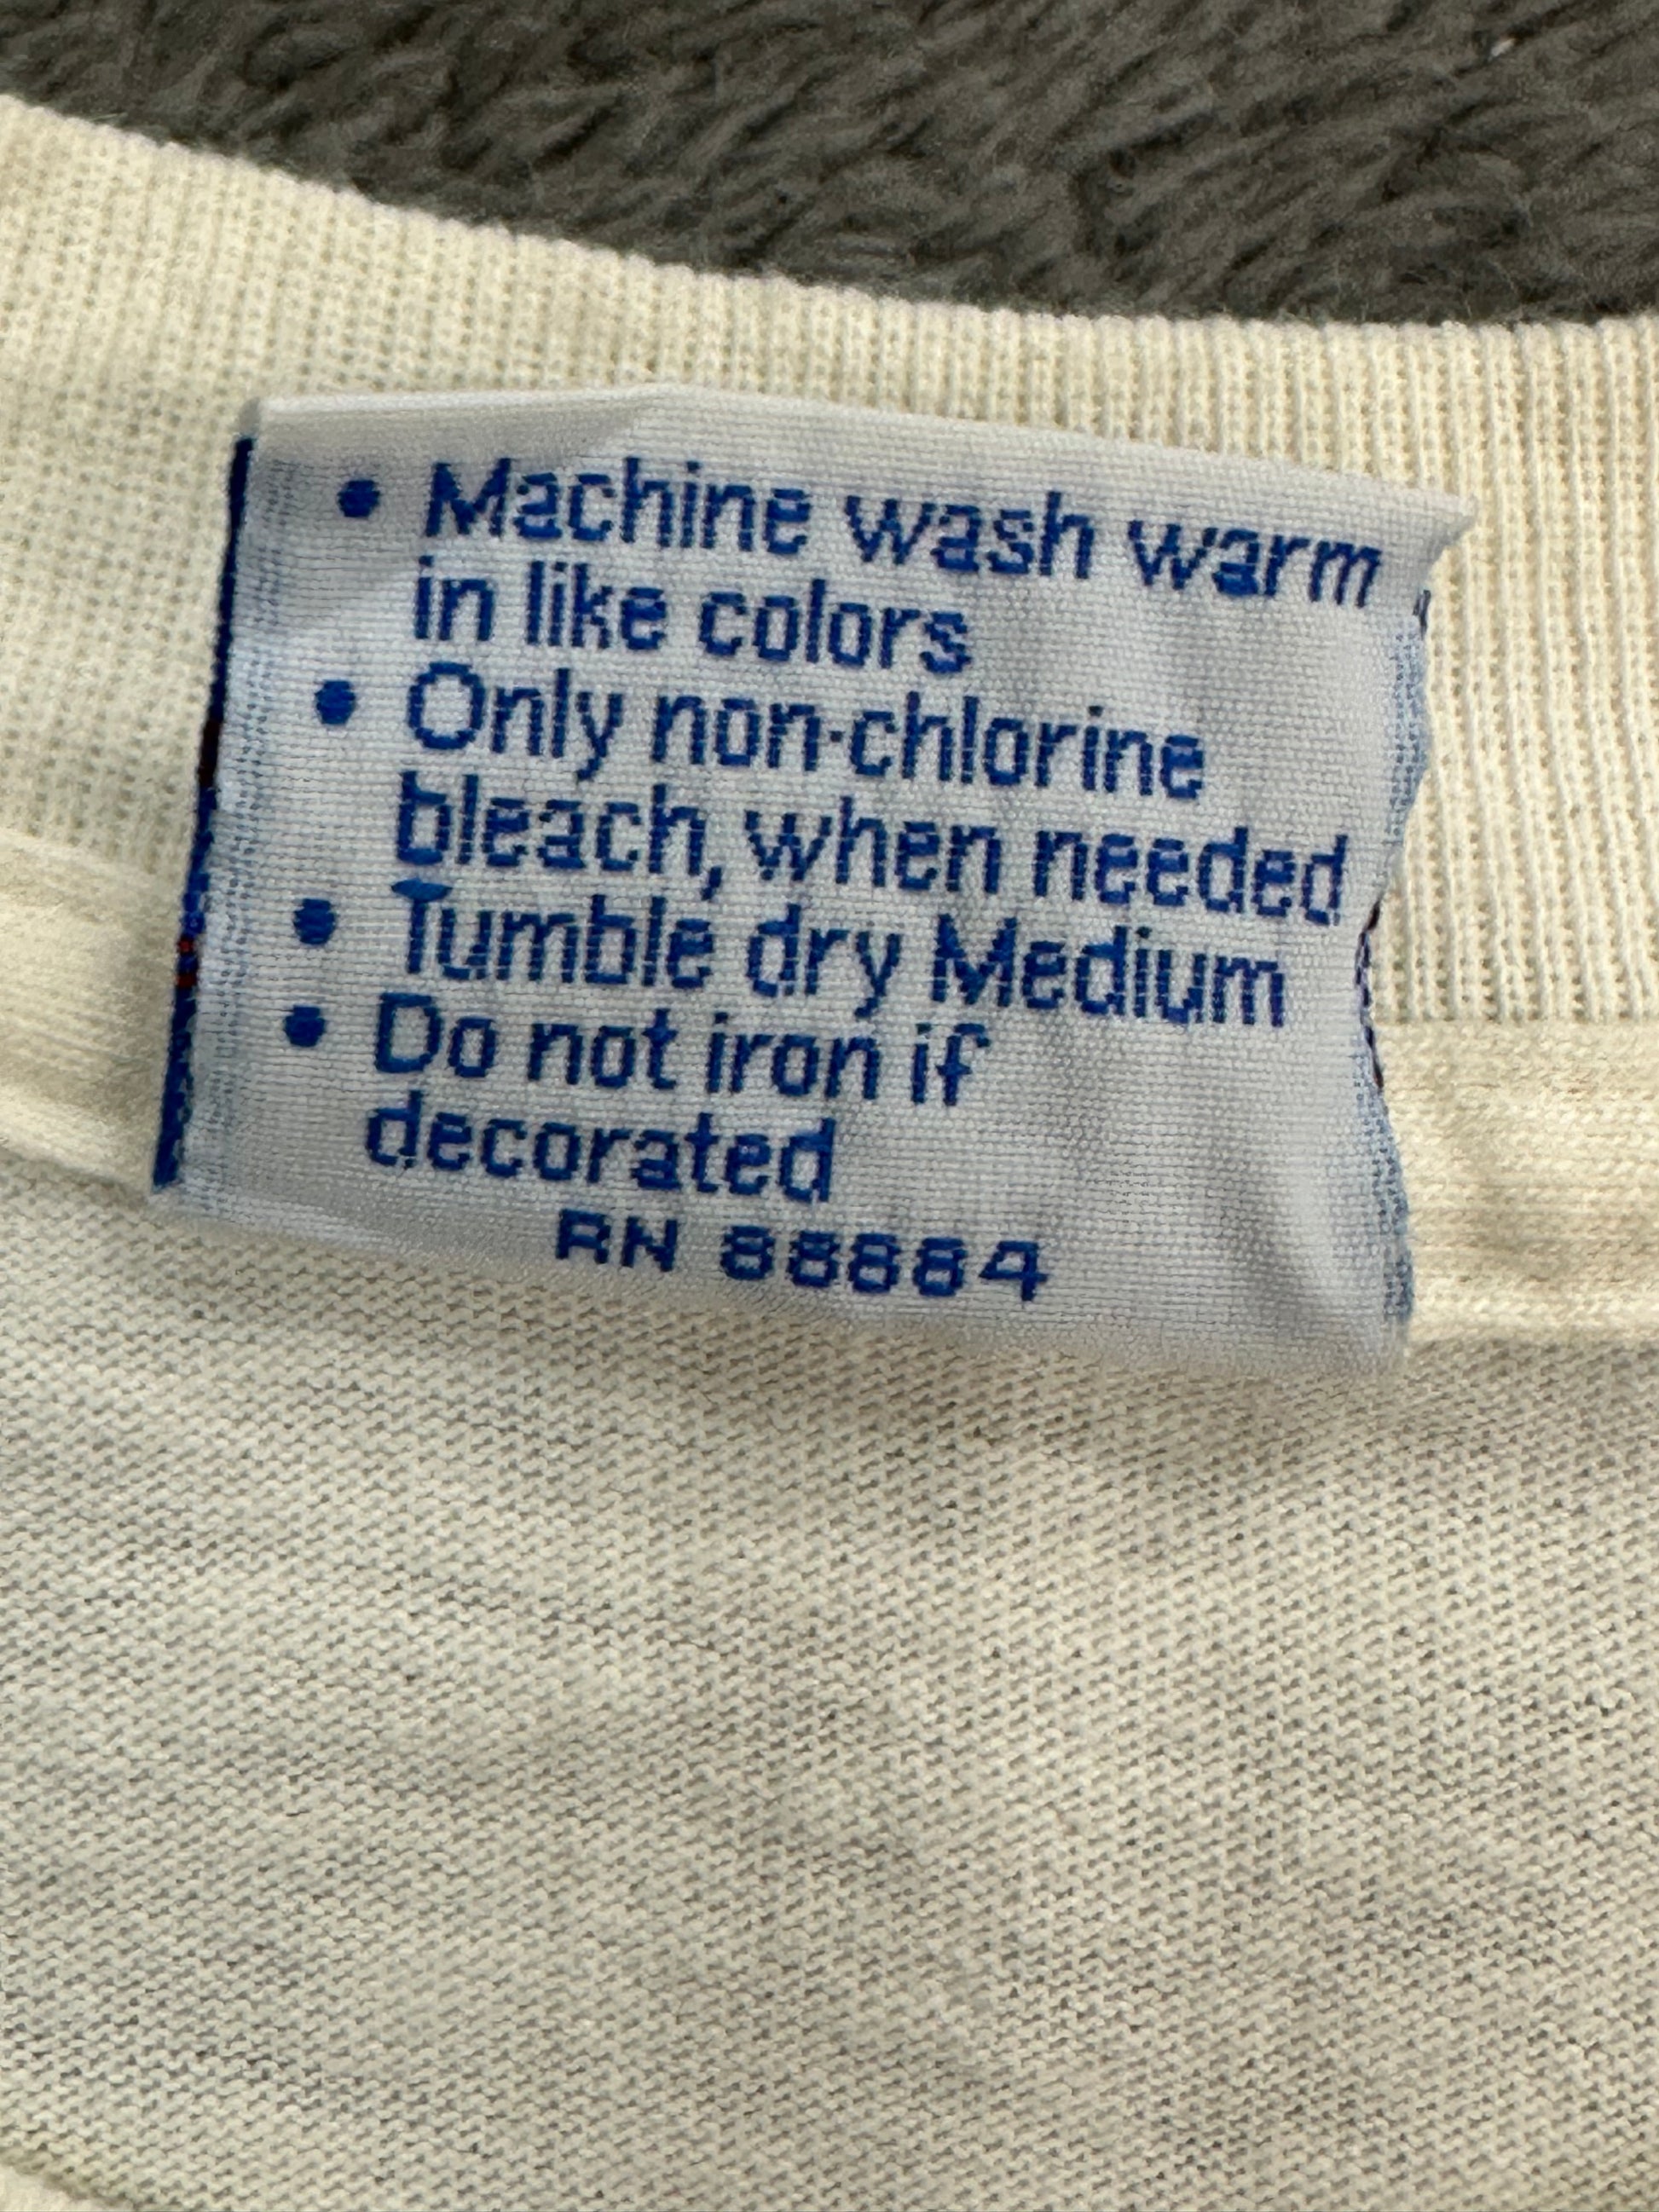 • Machine wash warm
in like colors
• Only non-chlorine
bleach, when needed
• Tumble dry Medium
• Do not iron if
decorated
RN 88884